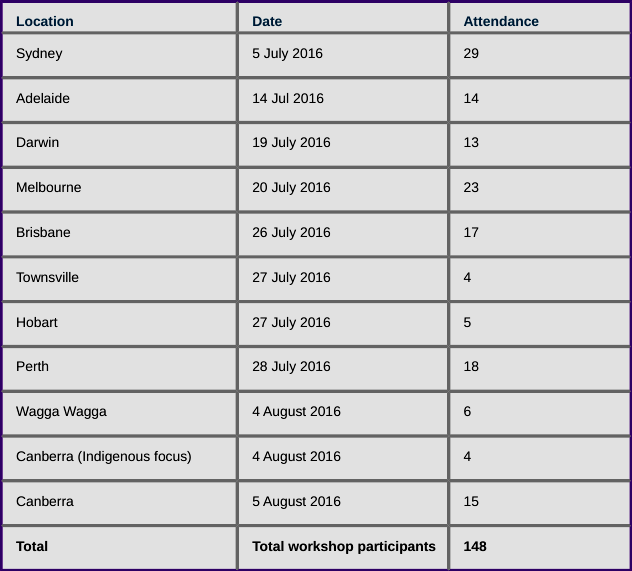 Location Date Attendance
Sydney 5 July 2016 29
Adelaide 14 Jul 2016 14
Darwin 19 July 2016 13
Melbourne 20 July 2016 23
Brisbane 26 July 2016 17
Townsville 27 July 2016 4
Hobart 27 July 2016 5
Perth 28 July 2016 18
Wagga Wagga 4 August 2016 6
Canberra (Indigenous focus) 4 August 2016 4
Canberra 5 August 2016 15
Total Total workshop participants 148